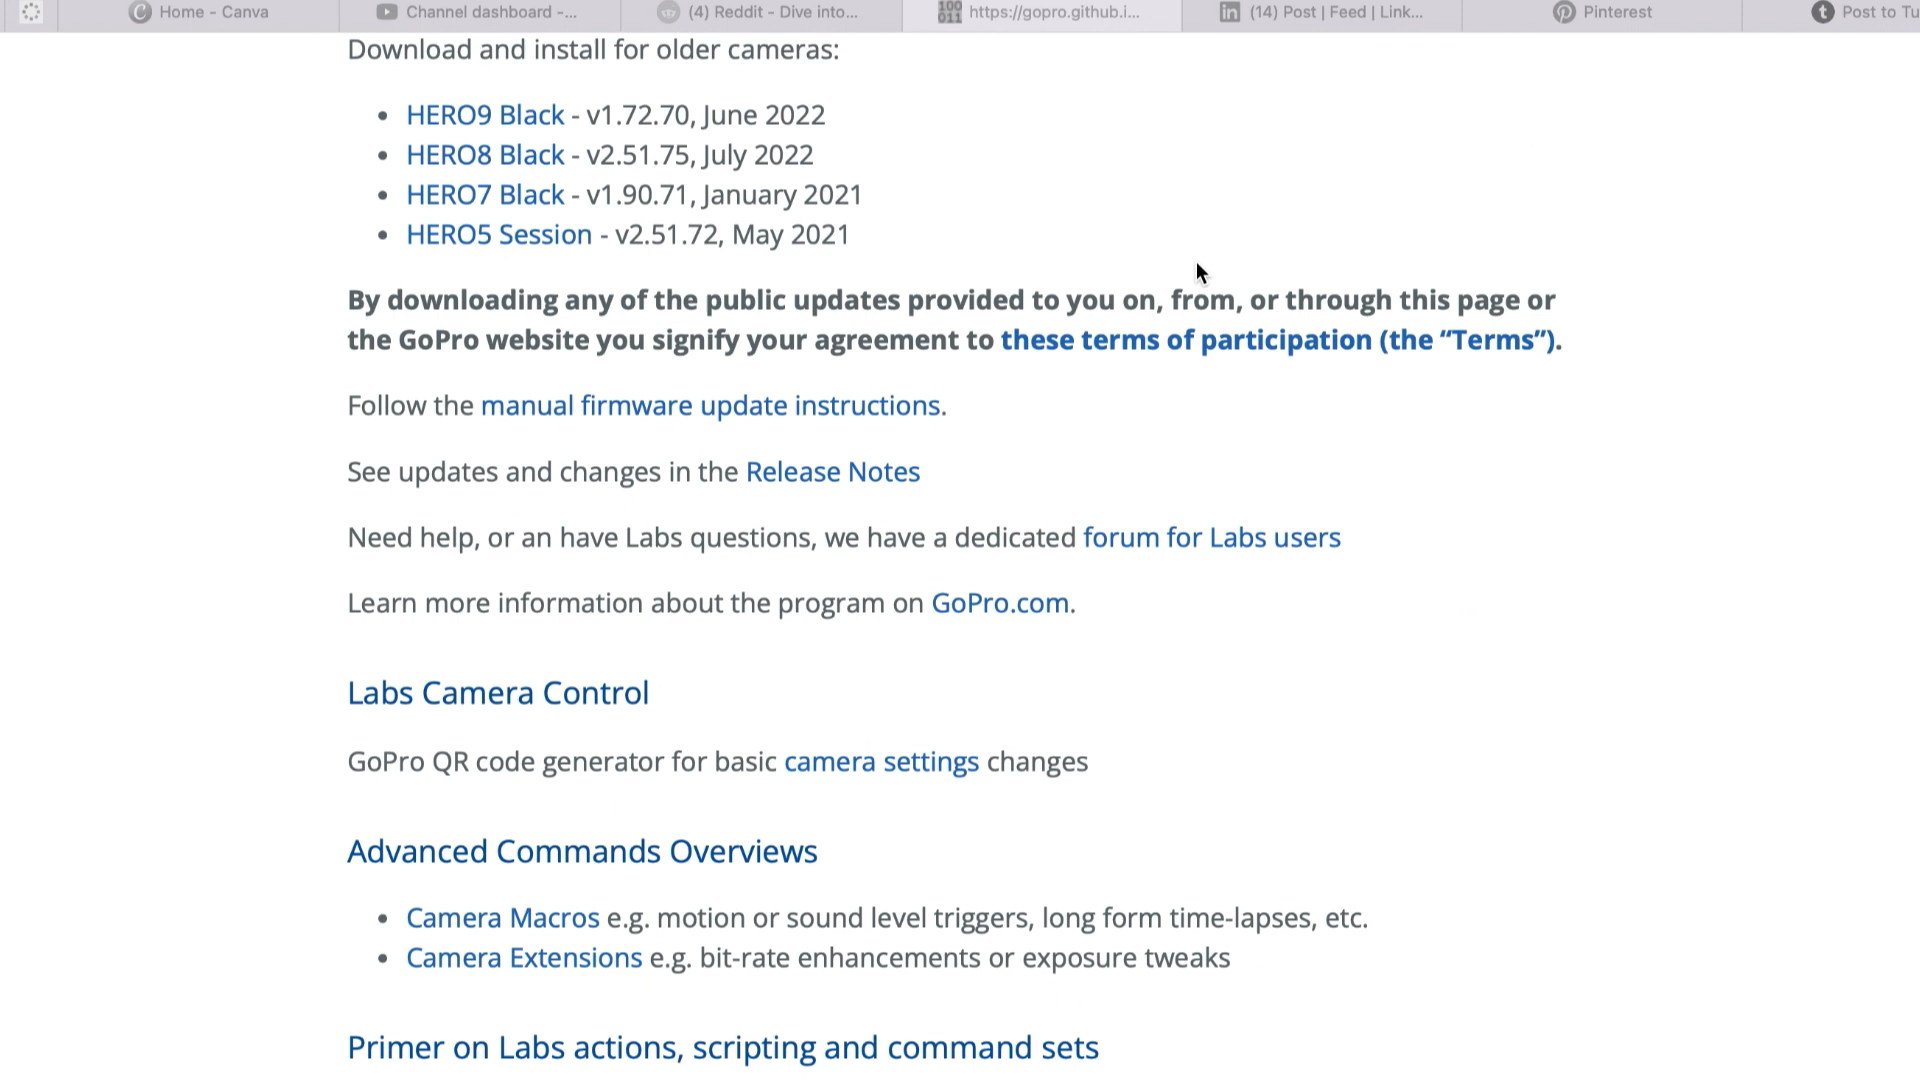 Home - Canva
Channel dashboard -...
(4) Reddit - Dive into...
100
011
https://gopro.github.i...
in
(14) Post | Feed | Link...
Pinterest
t
Post to Tu
Download and install for older cameras:
• HERO9 Black - v1.72.70, June 2022
• HERO8 Black - v2.51.75, July 2022
• HERO7 Black - v1.90.71, January 2021
• HERO5 Session - v2.51.72, May 2021
By downloading any of the public updates provided to you on, from, or through this page or
the GoPro website you signify your agreement to these terms of participation (the “Terms”).
Follow the manual firmware update instructions.
See updates and changes in the Release Notes
Need help, or an have Labs questions, we have a dedicated forum for Labs users
Learn more information about the program on GoPro.com.
Labs Camera Control
GoPro QR code generator for basic camera settings changes
Advanced Commands Overviews
• Camera Macros e.g. motion or sound level triggers, long form time-lapses, etc.
• Camera Extensions e.g. bit-rate enhancements or exposure tweaks
Primer on Labs actions, scripting and command sets